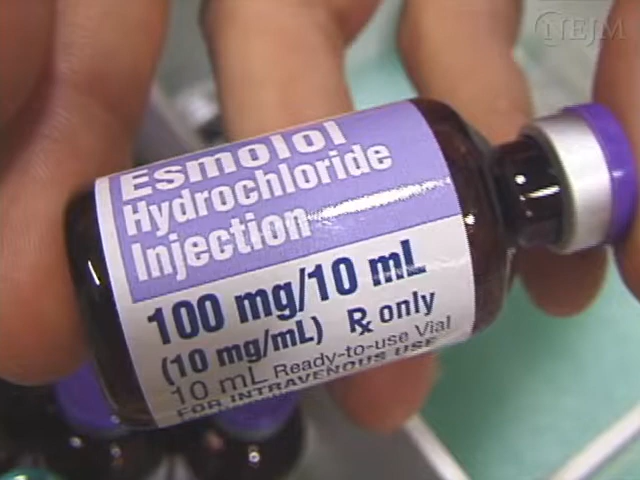 NEJM
Esmolol
Hydrochloride
Injection
100 mg/10 mL
(10 mg/mL) Rx only
10 mL Ready-to-use Vial
FOR INTRAVENOUS USE